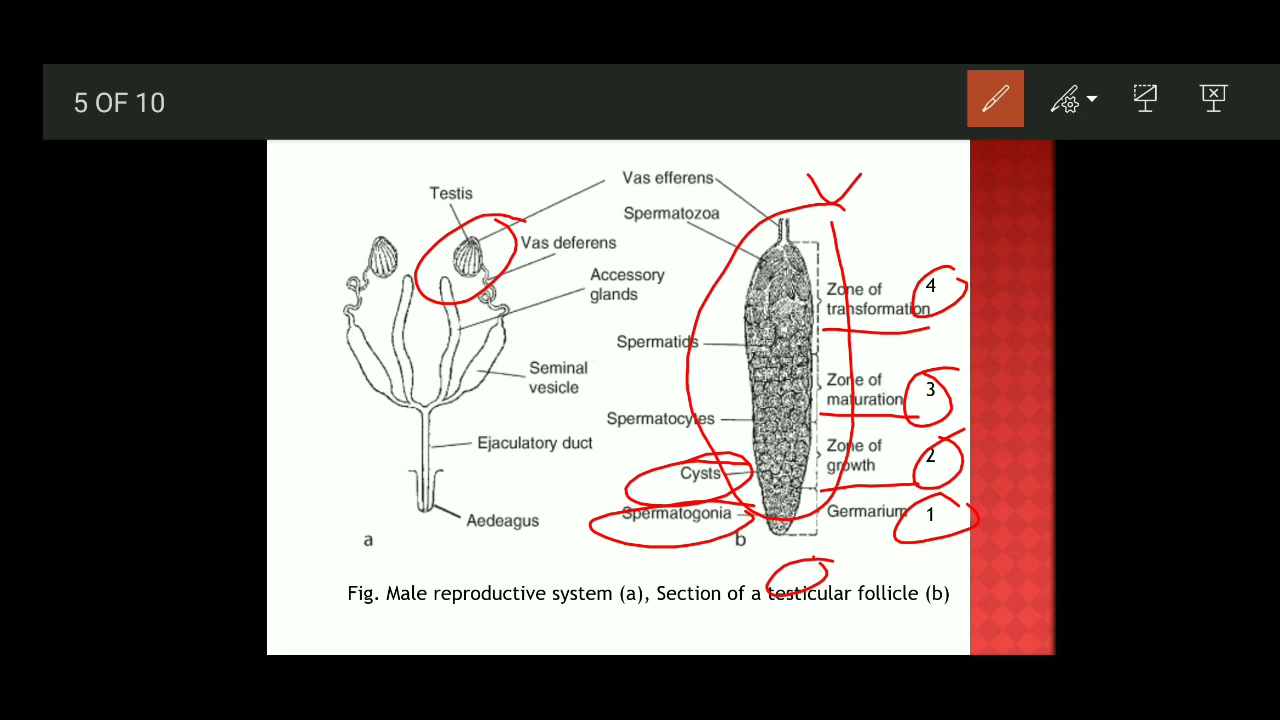 5 OF 10
Testis
Vas efferens
Spermatozoa
Vas deferens
Accessory
glands
Zone of
transformation
4
Spermatids
Seminal
vesicle
Zone of
maturation
3
Spermatocytes
Ejaculatory duct
Zone of
growth
2
Cysts
Spermatogonia
Germarium
1
Aedeagus
a
b
Fig. Male reproductive system (a), Section of a testicular follicle (b)